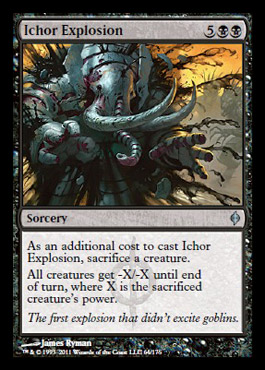 Ichor Explosion 5
Sorcery
As an additional cost to cast Ichor
Explosion, sacrifice a creature.
All creatures get -X/-X until end
of turn, where X is the sacrificed
creature's power.
The first explosion that didn't excite goblins.
James Ryman
™ & © 1993–2011 Wizards of the Coast LLC 64/175